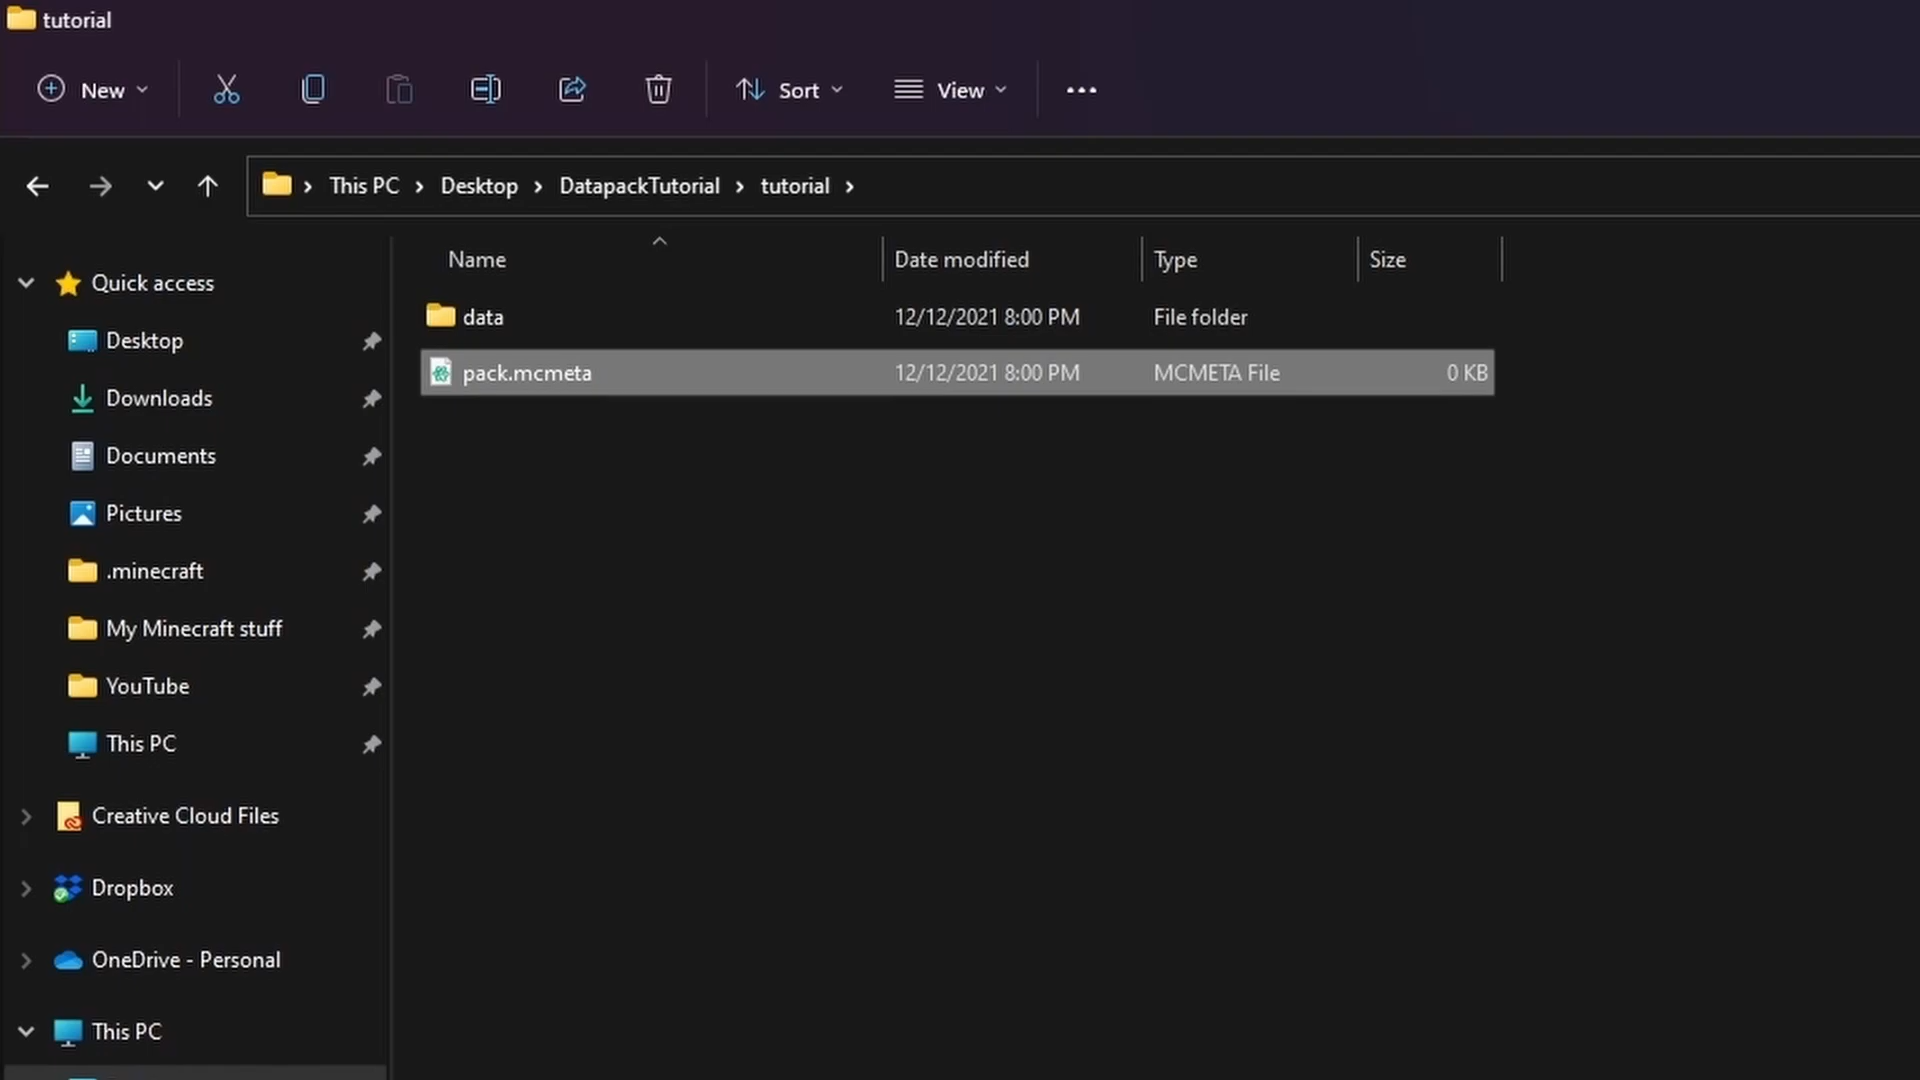 tutorial
New
Sort
View
This PC
Desktop
DatapackTutorial
tutorial
Name
Date modified
Type
Size
data
12/12/2021 8:00 PM
File folder
pack.mcmeta
12/12/2021 8:00 PM
MCMETA File
0 KB
Quick access
Desktop
Downloads
Documents
Pictures
.minecraft
My Minecraft stuff
YouTube
This PC
Creative Cloud Files
Dropbox
OneDrive - Personal
This PC